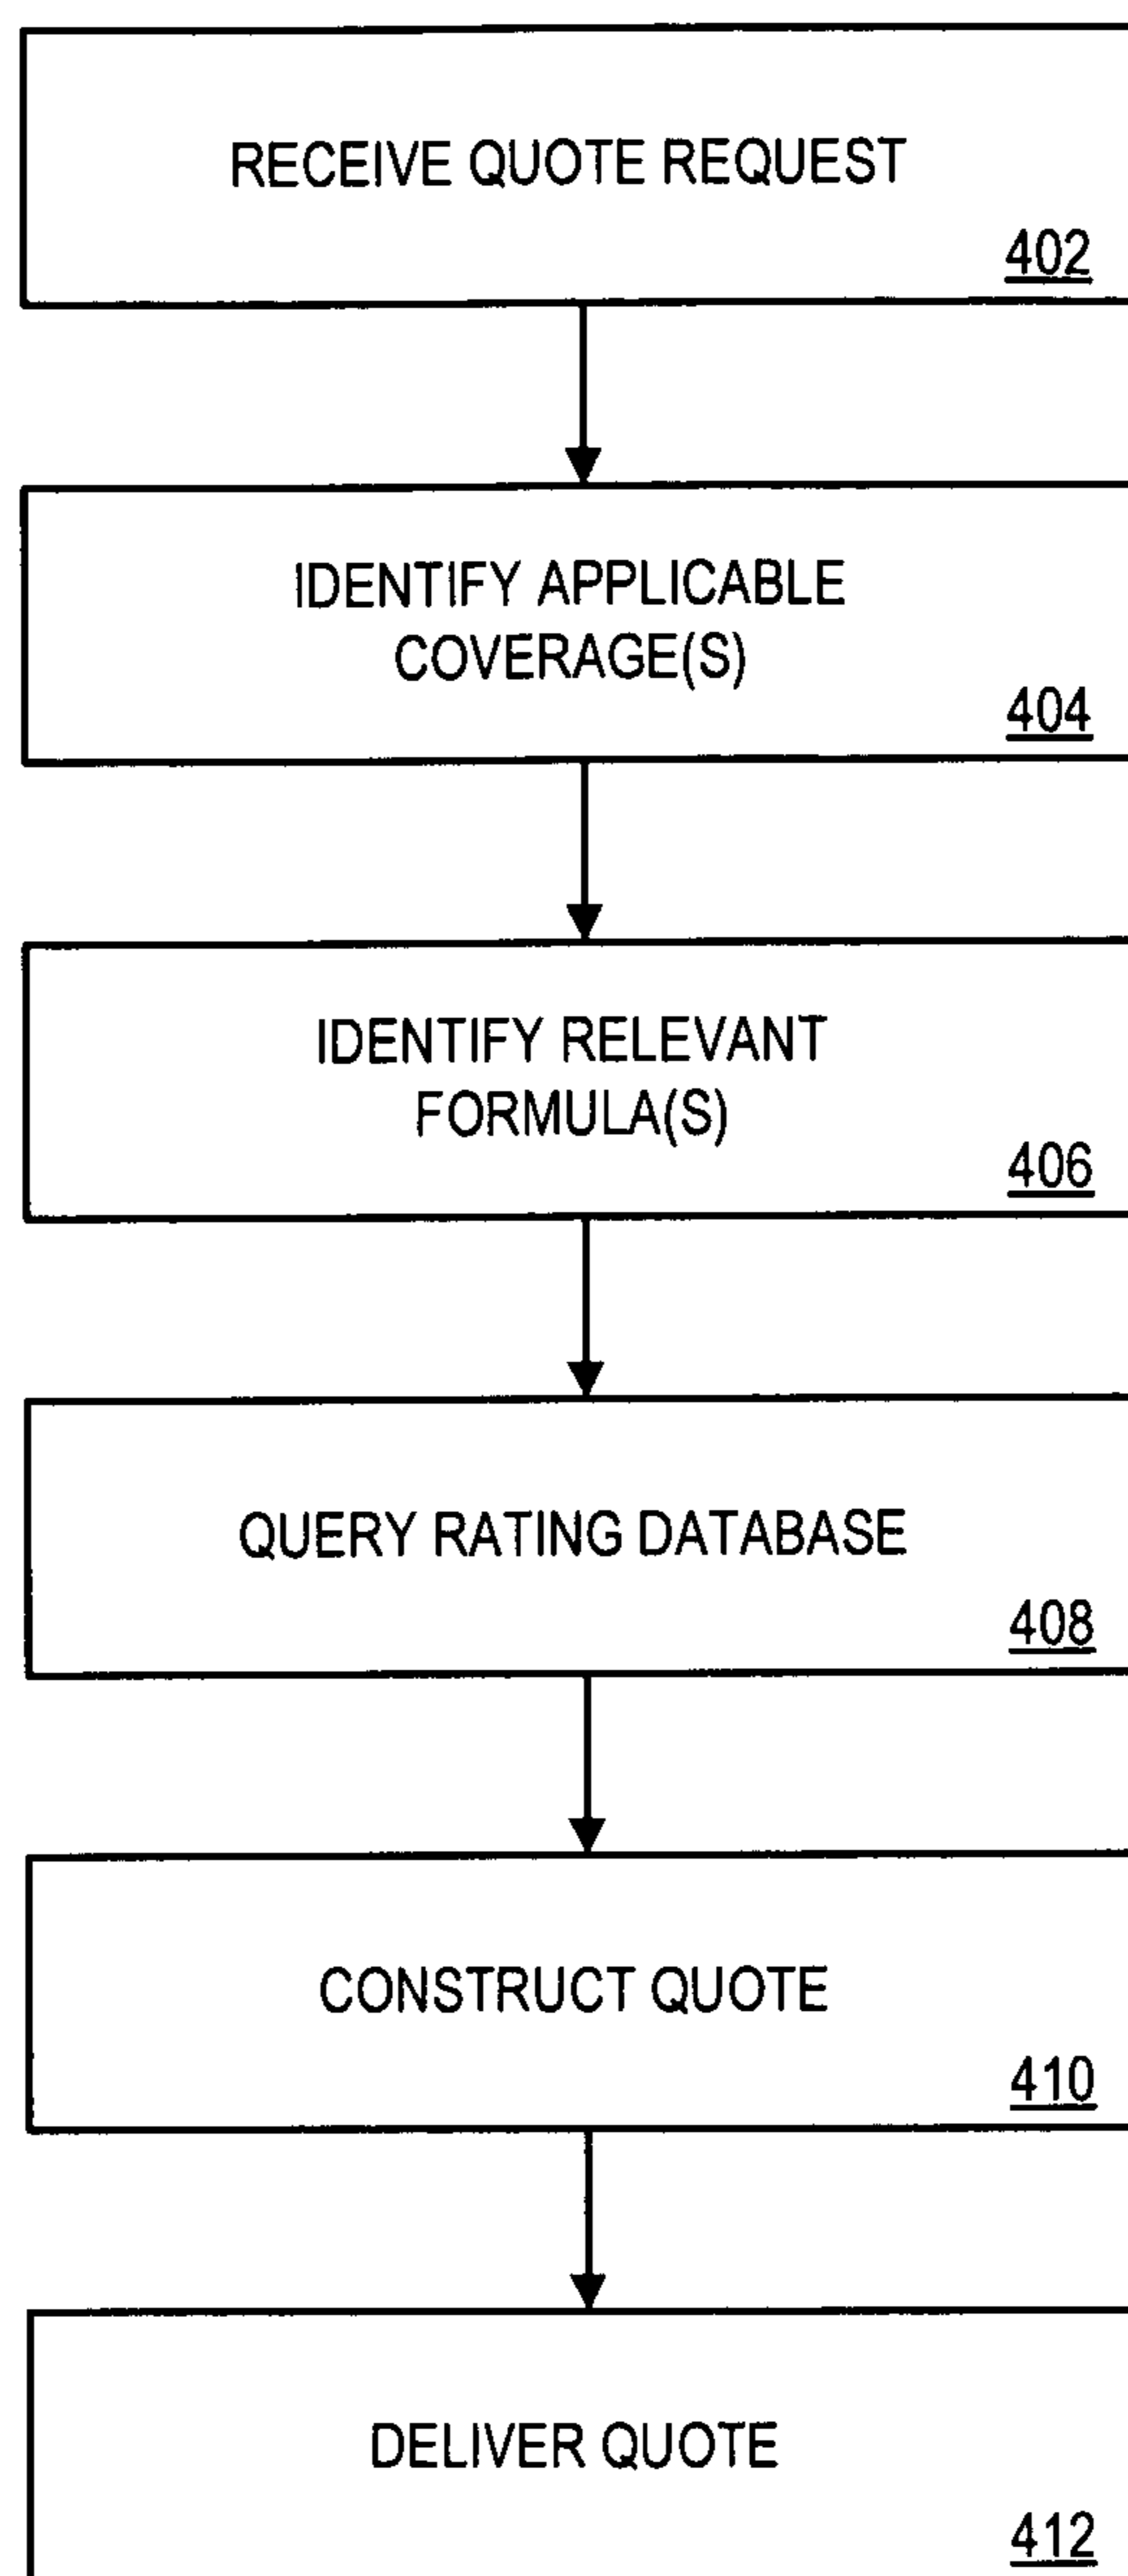 RECEIVE QUOTE REQUEST
402
IDENTIFY APPLICABLE
COVERAGE(S)
404
IDENTIFY RELEVANT
FORMULA(S)
406
QUERY RATING DATABASE
408
CONSTRUCT QUOTE
410
DELIVER QUOTE
412